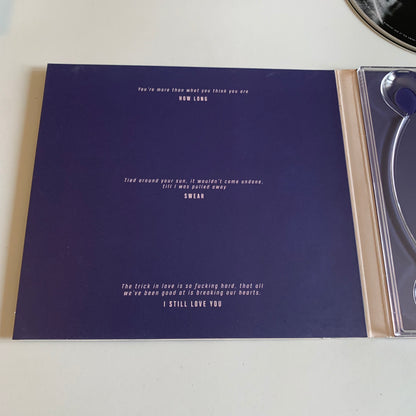 You're more than what you think you are
HOW LONG
Tied around your sun, it wouldn't come undone,
till I was pulled away
SWEAR
The trick in love is so fucking hard, that all
we've been good at is breaking our hearts.
I STILL LOVE YOU